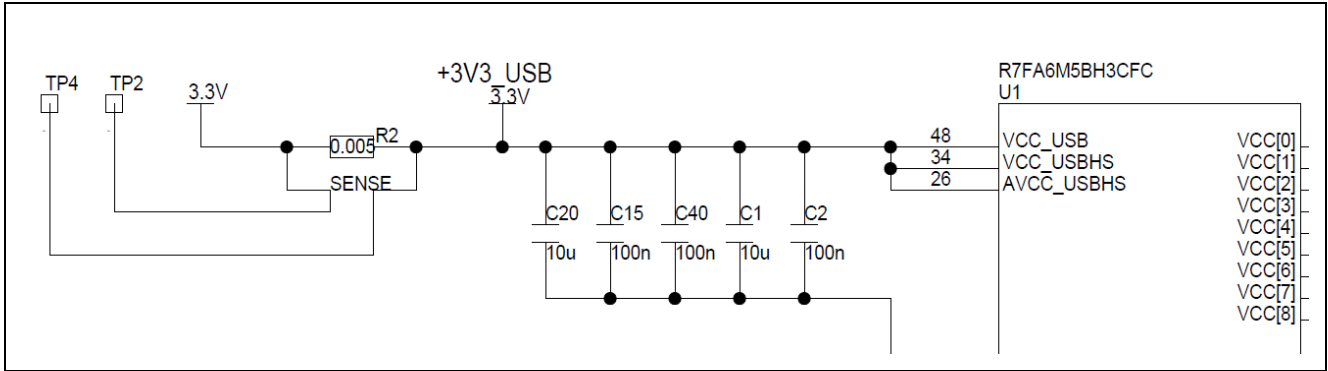 +3V3_USB
3.3V
TP4
TP2
3.3V
0.005
R2
SENSE
C20
10u
C15
100n
C40
100n
C1
10u
C2
100n
R7FA6M5BH3CFC
U1
48
VCC_USB
34
VCC_USBHS
26
AVCC_USBHS
VCC[0]
VCC[1]
VCC[2]
VCC[3]
VCC[4]
VCC[5]
VCC[6]
VCC[7]
VCC[8]